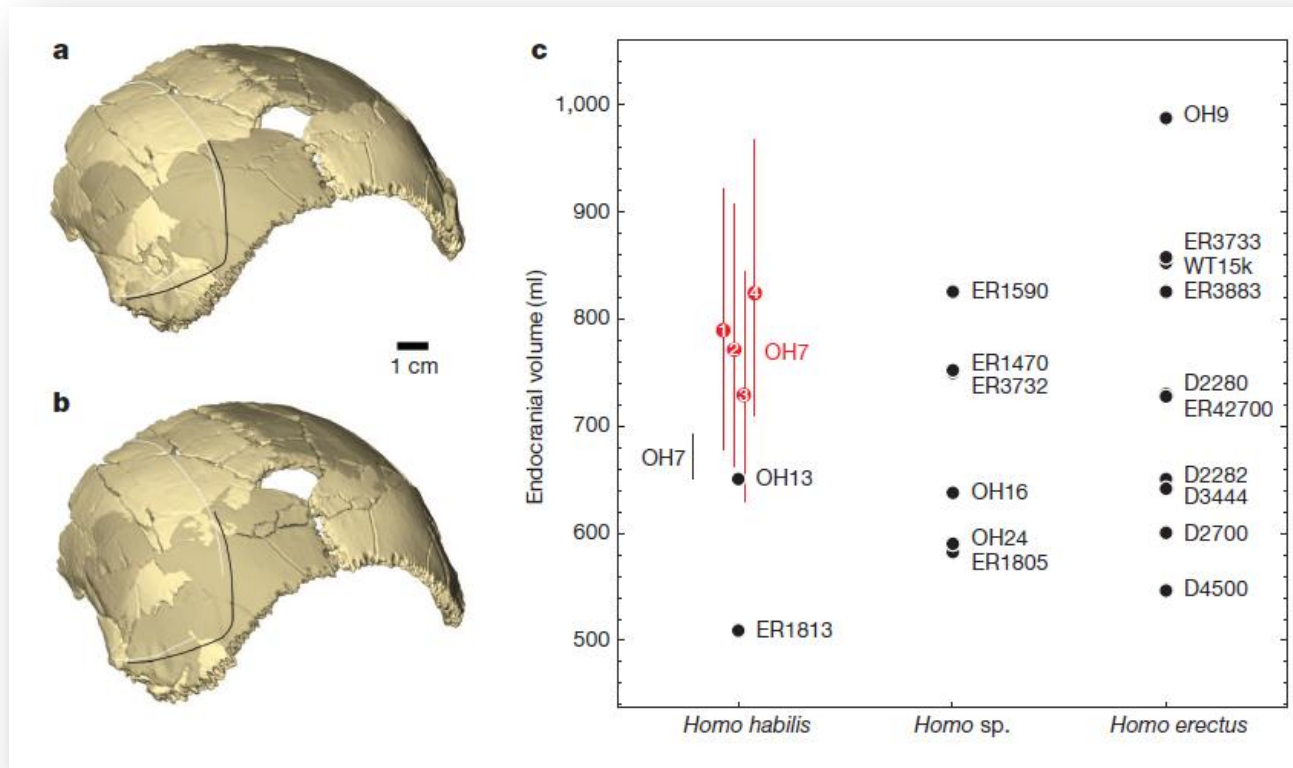 a
1 cm
b
c
Endocranial volume (ml)
1,000
900
800
700
600
500
1
2
3
4
OH7
OH7
OH13
ER1813
ER1590
ER1470
ER3732
OH16
OH24
ER1805
OH9
ER3733
WT15k
ER3883
D2280
ER42700
D2282
D3444
D2700
D4500
Homo habilis
Homo sp.
Homo erectus